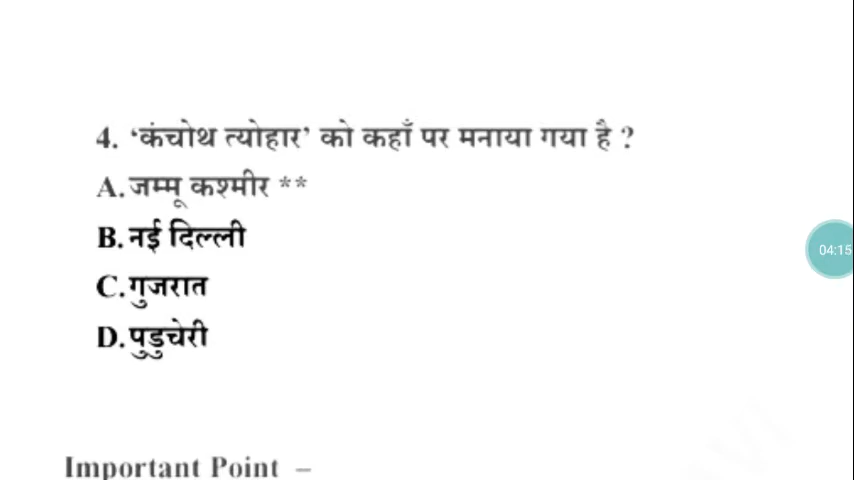 4. ‘कंचोथ त्योहार’ को कहाँ पर मनाया गया है ?
A. जम्मू कश्मीर **
B. नई दिल्ली
C. गुजरात
D. पुडुचेरी
04:15
Important Point –